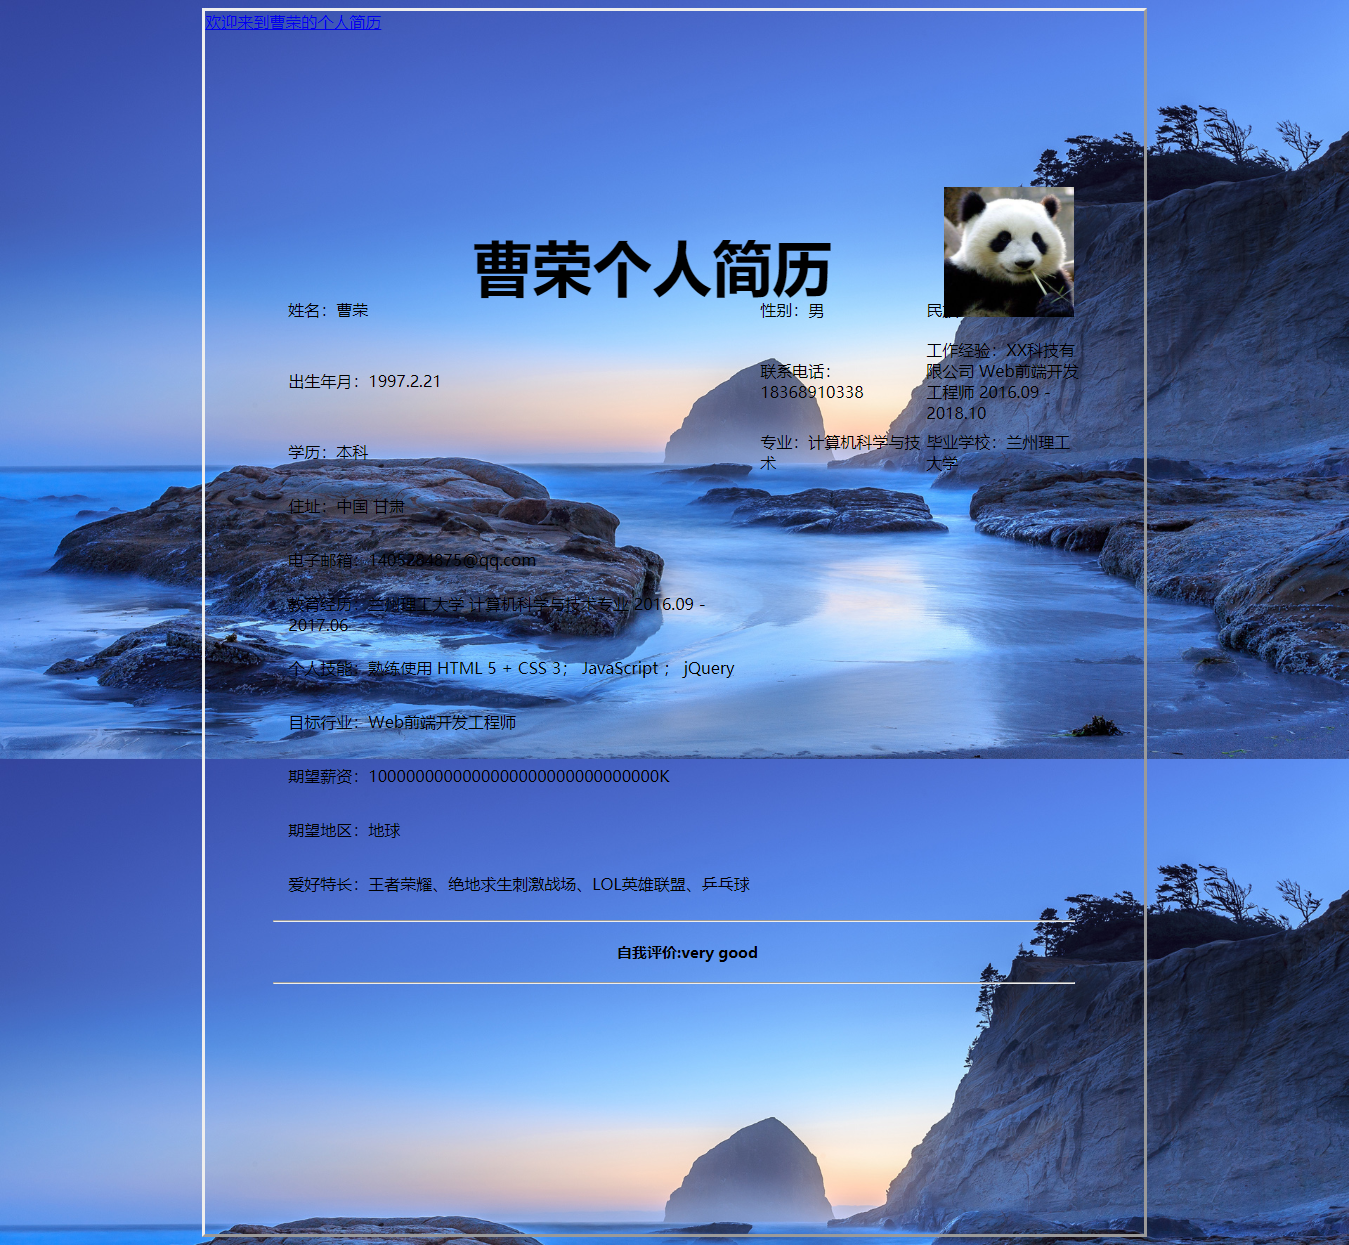 欢迎来到曹荣的个人简历
曹荣个人简历
姓名：曹荣
性别：男
出生年月：1997.2.21
联系电话：
18368910338
工作经验：XX科技有
限公司 Web前端开发
工程师 2016.09 -
2018.10
学历：本科
专业：计算机科学与技
术
毕业学校：兰州理工
大学
住址：中国 甘肃
电子邮箱：1405284875@qq.com
教育经历：兰州理工大学 计算机科学与技术专业 2016.09 -
2017.06
个人技能：熟练使用 HTML 5 + CSS 3； JavaScript ； jQuery
目标行业：Web前端开发工程师
期望薪资：10000000000000000000000000000000K
期望地区：地球
爱好特长：王者荣耀、绝地求生刺激战场、LOL英雄联盟、乒乓球
自我评价:very good